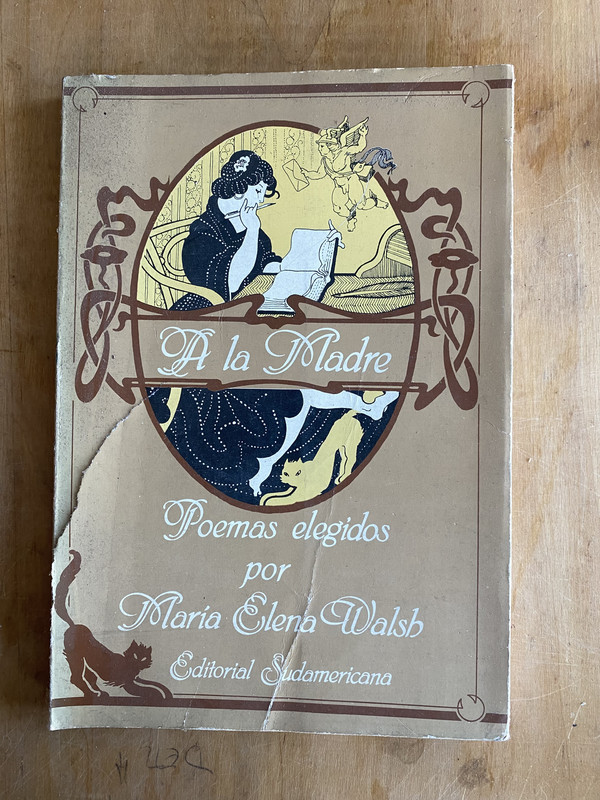 A la Madre
Poemas elegidos
por
María Elena Walsh
Editorial Sudamericana